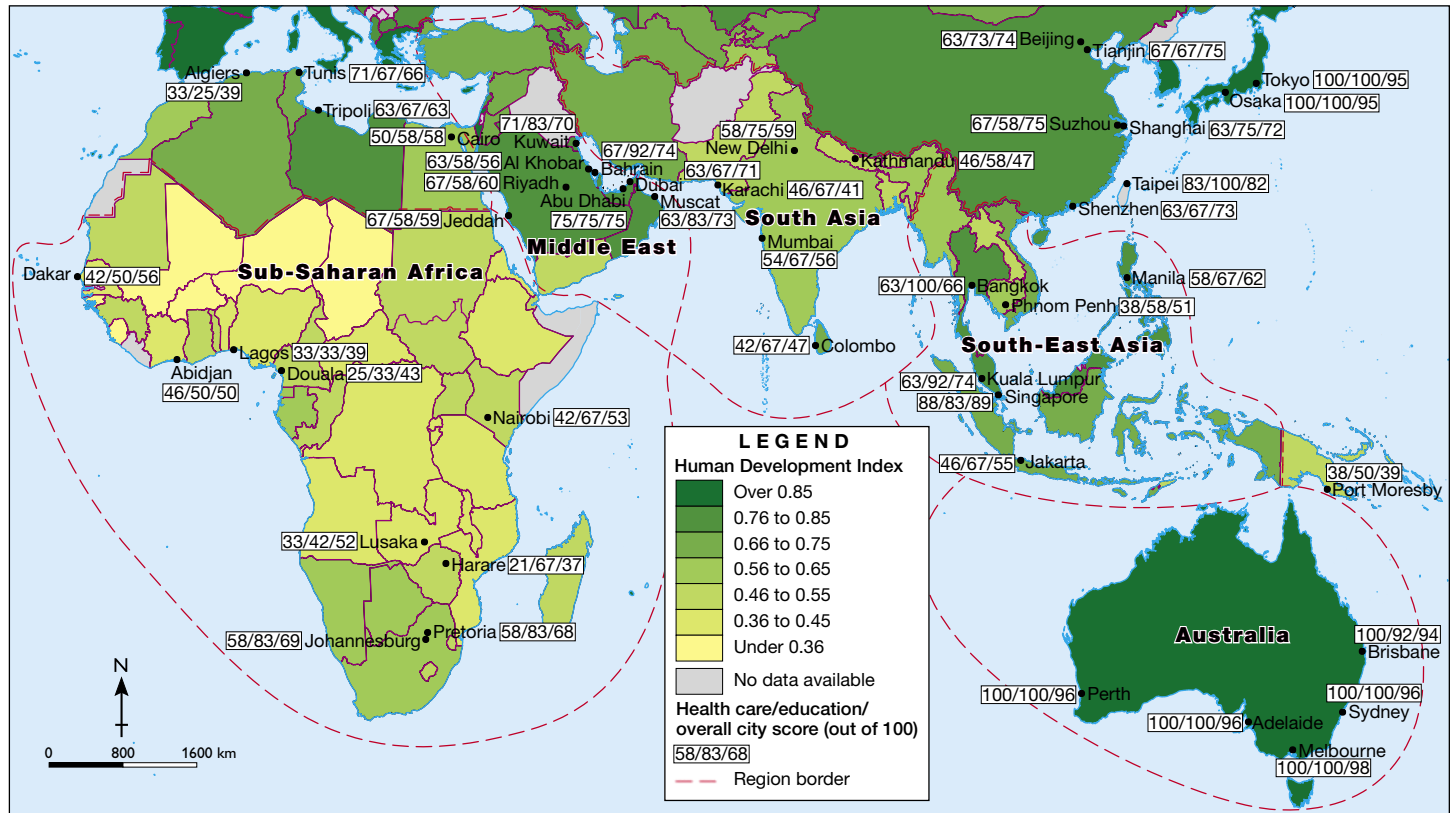 63/73/74 Beijing
Tianjin 67/67/75
Algiers
33/25/39
Tunis 71/67/66
Tokyo 100/100/95
Osaka
100/100/95
Tripoli 63/67/63
71/83/70
Kuwait
50/58/58 Cairo
58/75/59
New Delhi
67/58/75 Suzhou
Shanghai 63/75/72
63/58/56 Al Khobar
67/92/74
Bahrain
63/67/71
Kathmandu 46/58/47
67/58/60 Riyadh
Dubai
Karachi 46/67/41
Taipei 83/100/82
Abu Dhabi
75/75/75
Muscat
63/83/73
Shenzhen 63/67/73
67/58/59 Jeddah
South Asia
Middle East
Mumbai
54/67/56
Sub-Saharan Africa
Dakar 42/50/56
63/100/66 Bangkok
Manila 58/67/62
Phnom Penh 38/58/51
42/67/47 Colombo
South-East Asia
Lagos 33/33/39
Abidjan
46/50/50
Douala 25/33/43
63/92/74 Kuala Lumpur
88/83/89 Singapore
Nairobi 42/67/53
46/67/55 Jakarta
38/50/39
Port Moresby
33/42/52 Lusaka
Harare 21/67/37
58/83/69 Johannesburg
Pretoria 58/83/68
Australia
100/92/94
Brisbane
100/100/96 Perth
100/100/96
Sydney
100/100/96 Adelaide
Melbourne
100/100/98
N
0 800 1600 km
LEGEND
Human Development Index
Over 0.85
0.76 to 0.85
0.66 to 0.75
0.56 to 0.65
0.46 to 0.55
0.36 to 0.45
Under 0.36
No data available
Health care/education/
overall city score (out of 100)
58/83/68
Region border